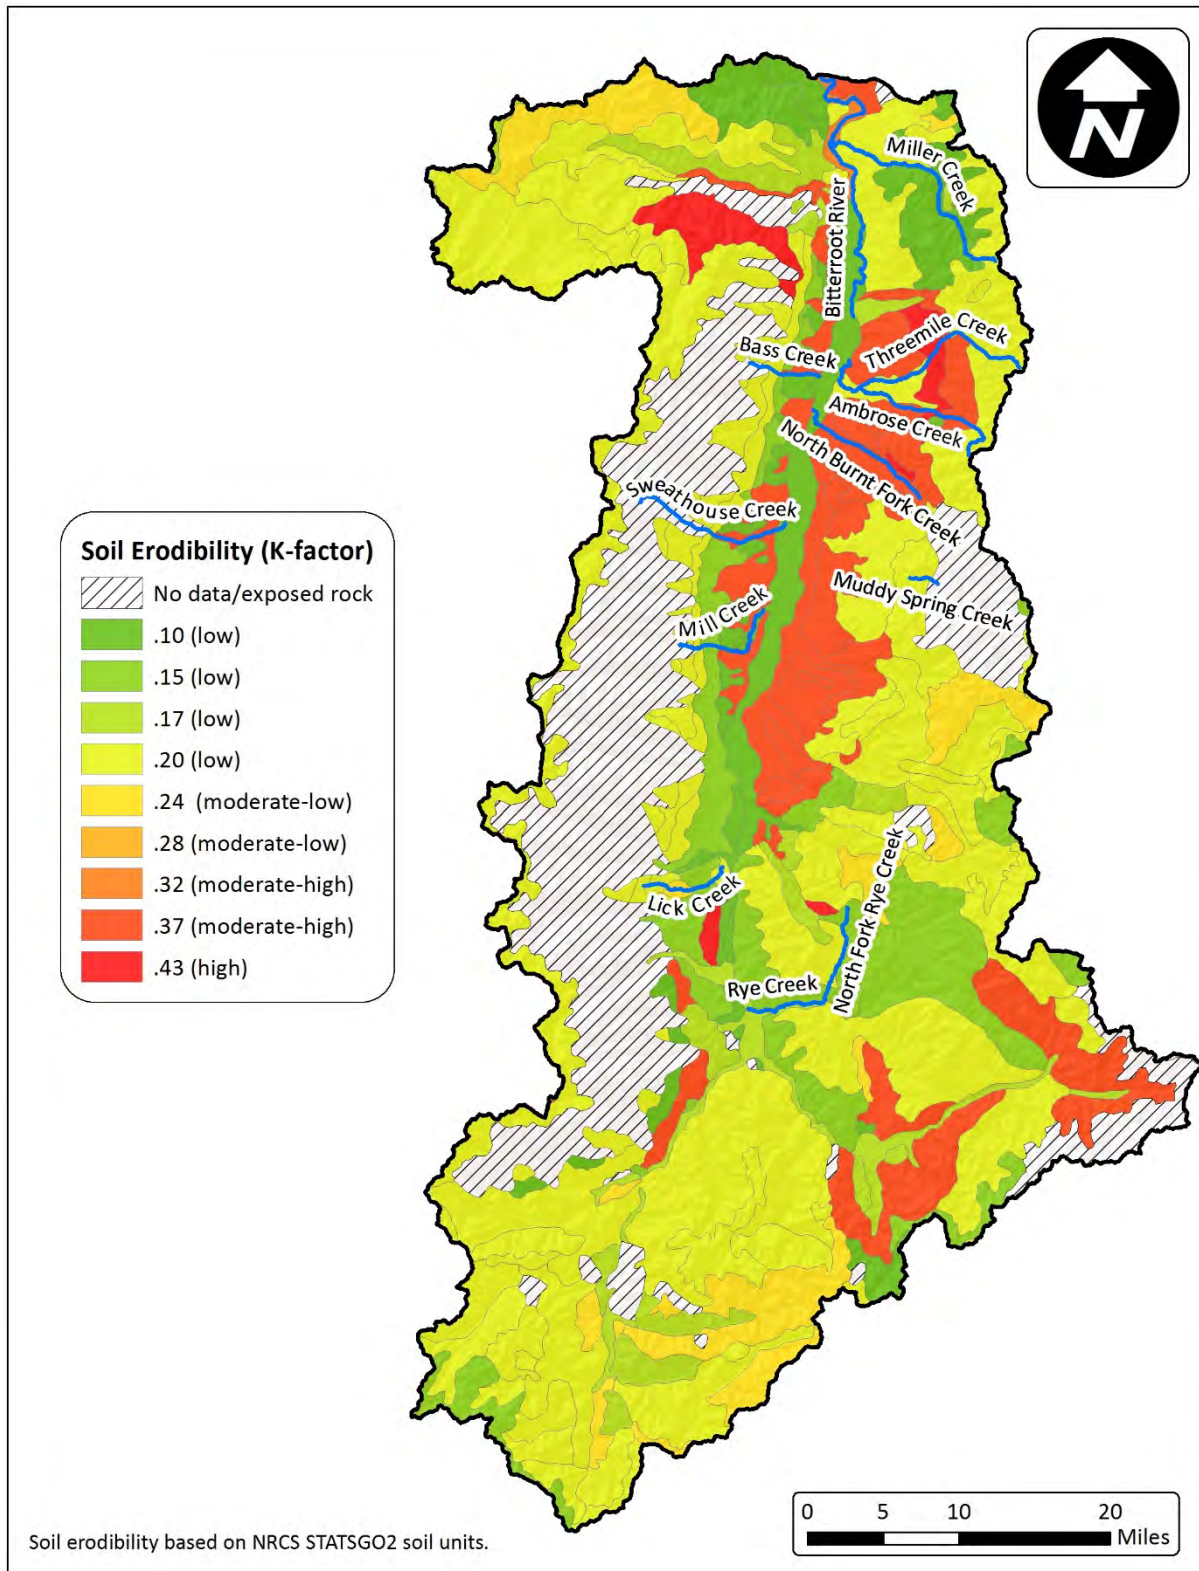 N
Miller Creek
Bitterroot River
Threemile Creek
Bass Creek
Ambrose Creek
North Burnt Fork Creek
Sweathouse Creek
Muddy Spring Creek
Mill Creek
Soil Erodibility (K-factor)
No data/exposed rock
.10 (low)
.15 (low)
.17 (low)
.20 (low)
.24 (moderate-low)
.28 (moderate-low)
.32 (moderate-high)
.37 (moderate-high)
.43 (high)
Lick Creek
North Fork Rye Creek
Rye Creek
0 5 10 20
Miles
Soil erodibility based on NRCS STATSGO2 soil units.